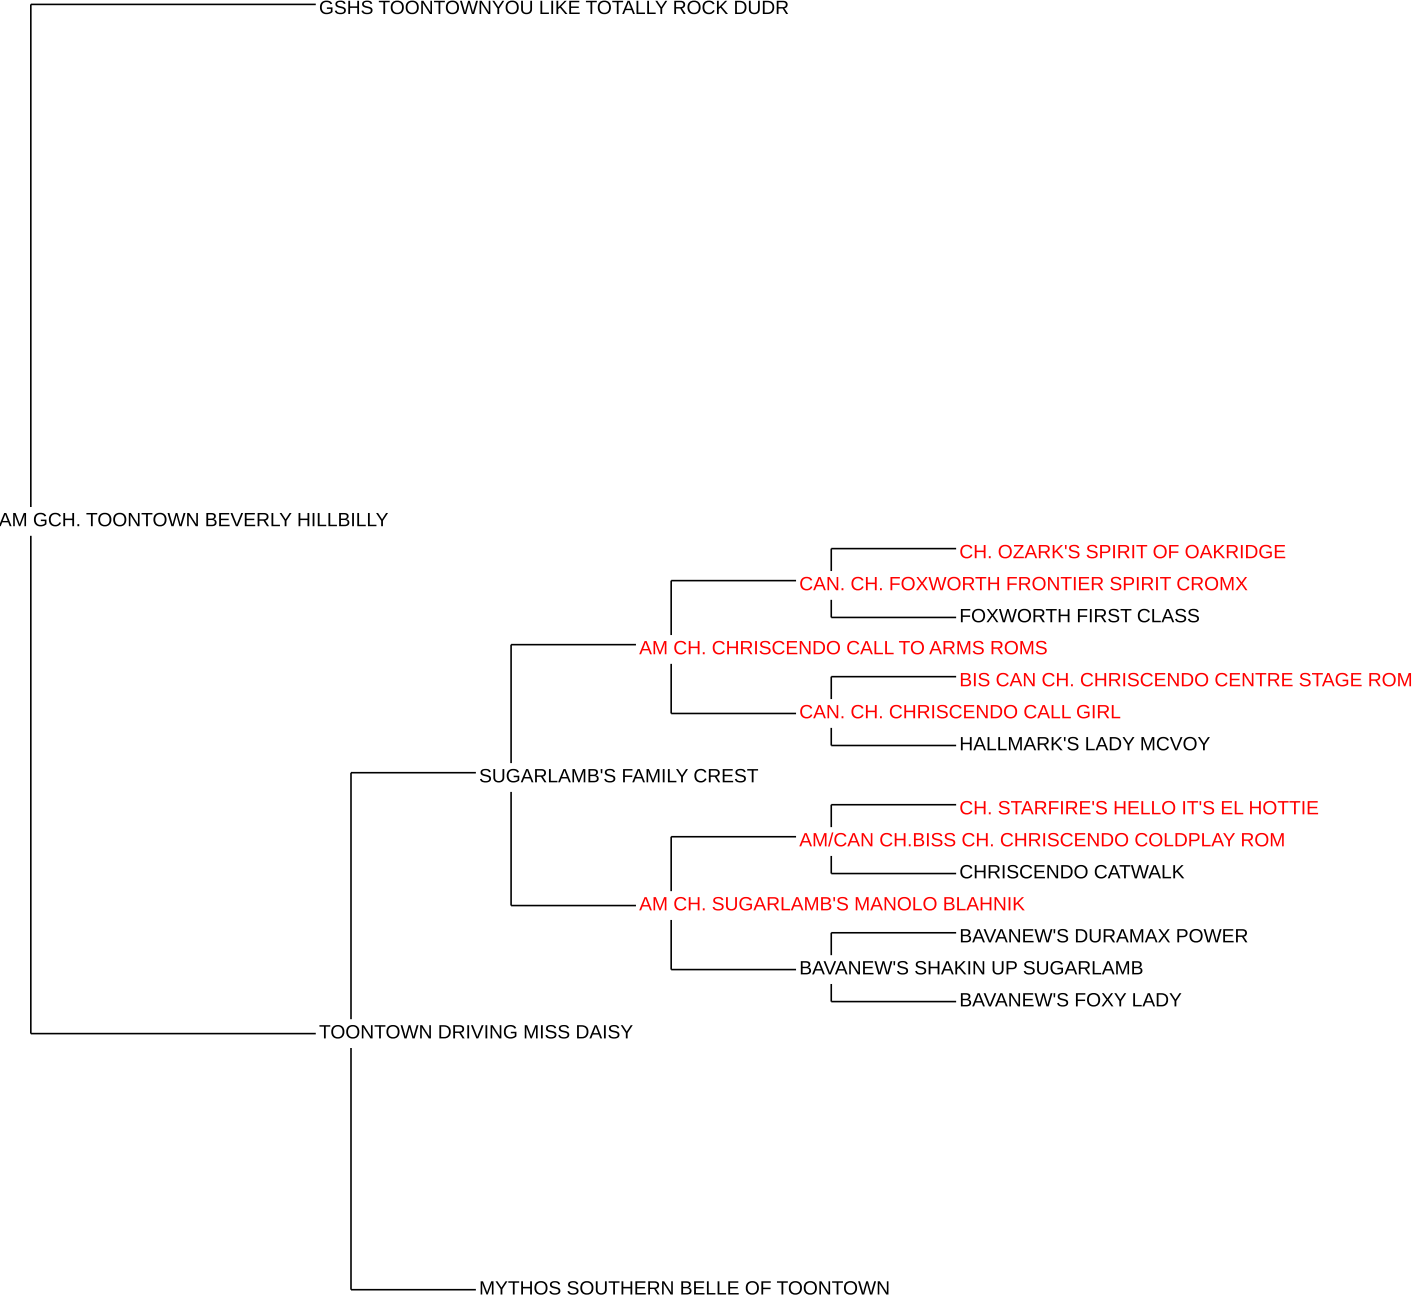 GSHS TOONTOWNYOU LIKE TOTALLY ROCK DUDR
AM GCH. TOONTOWN BEVERLY HILLBILLY
CH. OZARK'S SPIRIT OF OAKRIDGE
CAN. CH. FOXWORTH FRONTIER SPIRIT CROMX
FOXWORTH FIRST CLASS
AM CH. CHRISCENDO CALL TO ARMS ROMS
BIS CAN CH. CHRISCENDO CENTRE STAGE ROM
CAN. CH. CHRISCENDO CALL GIRL
HALLMARK'S LADY MCVOY
SUGARLAMB'S FAMILY CREST
CH. STARFIRE'S HELLO IT'S EL HOTTIE
AM/CAN CH.BISS CH. CHRISCENDO COLDPLAY ROM
CHRISCENDO CATWALK
AM CH. SUGARLAMB'S MANOLO BLAHNIK
BAVANEW'S DURAMAX POWER
BAVANEW'S SHAKIN UP SUGARLAMB
BAVANEW'S FOXY LADY
TOONTOWN DRIVING MISS DAISY
MYTHOS SOUTHERN BELLE OF TOONTOWN